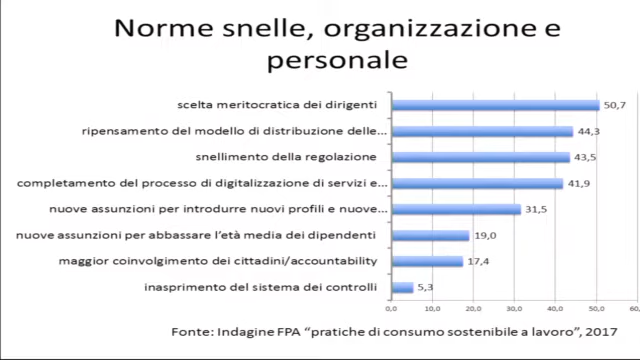 Norme snelle, organizzazione e
personale
scelta meritocratica dei dirigenti 50,7
ripensamento del modello di distribuzione delle... 44,3
snellimento della regolazione 43,5
completamento del processo di digitalizzazione di servizi e... 41,9
nuove assunzioni per introdurre nuovi profili e nuove... 31,5
nuove assunzioni per abbassare l'età media dei dipendenti 19,0
maggior coinvolgimento dei cittadini/accountability 17,4
inasprimento del sistema dei controlli 5,3
0,0 10,0 20,0 30,0 40,0 50,0 60,
Fonte: Indagine FPA "pratiche di consumo sostenibile a lavoro", 2017